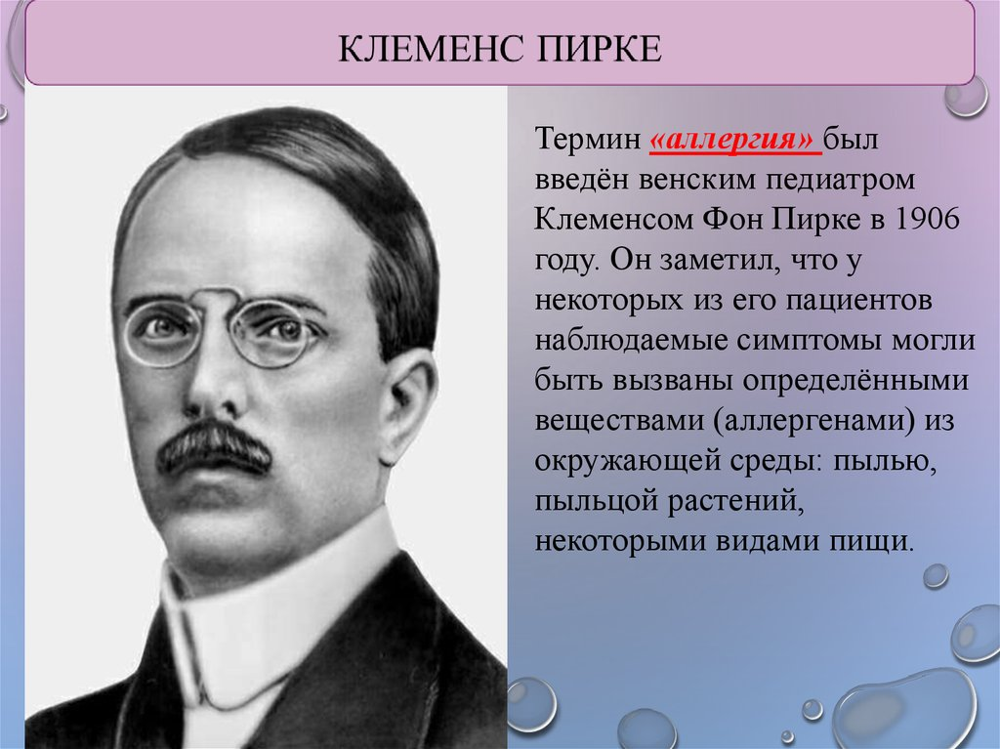 КЛЕМЕНС ПИРКЕ
Термин «аллергия» был
введён венским педиатром
Клеменсом Фон Пирке в 1906
году. Он заметил, что у
некоторых из его пациентов
наблюдаемые симптомы могли
быть вызваны определёнными
веществами (аллергенами) из
окружающей среды: пылью,
пыльцой растений,
некоторыми видами пищи.